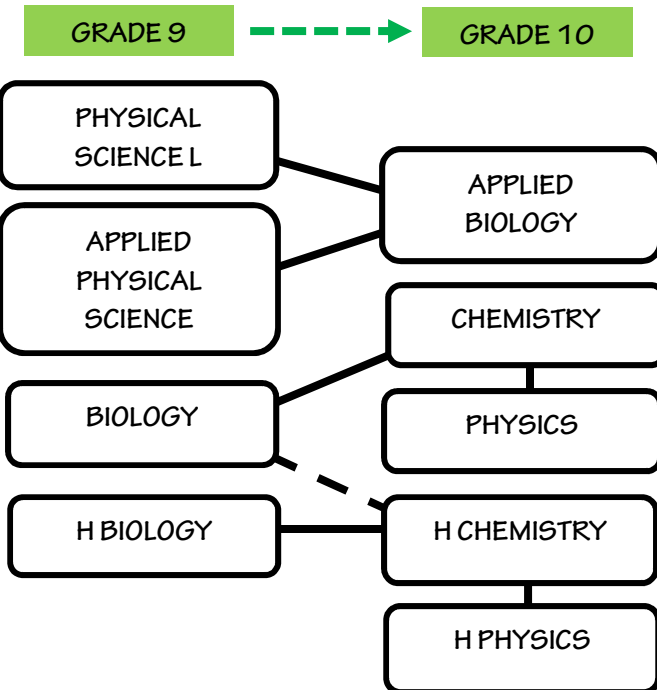 GRADE 9
GRADE 10
PHYSICAL
SCIENCE L
APPLIED
PHYSICAL
SCIENCE
BIOLOGY
H BIOLOGY
APPLIED
BIOLOGY
CHEMISTRY
PHYSICS
H CHEMISTRY
H PHYSICS